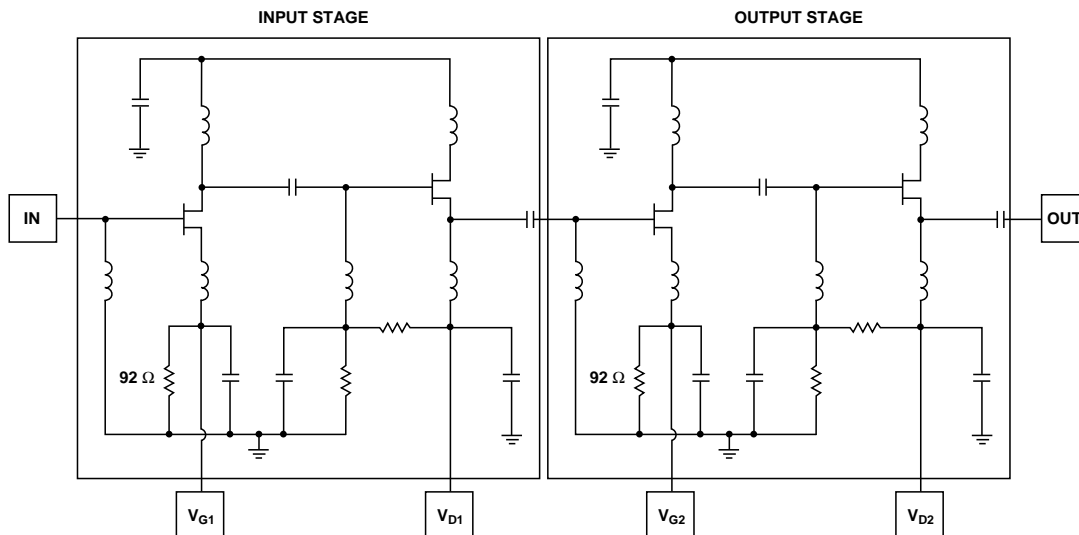 INPUT STAGE
OUTPUT STAGE
IN
OUT
92 Ω
92 Ω
VG1
VD1
VG2
VD2